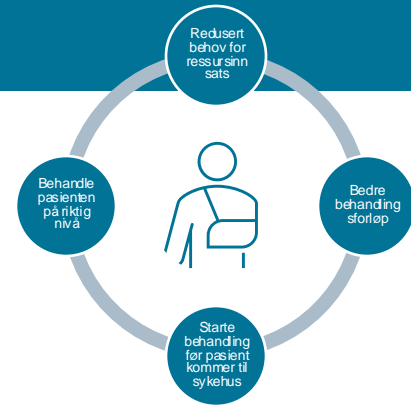 Redusert
behov for
ressursinn
sats
Behandle
pasienten
på riktig
nivå
Bedre
behandling
sforløp
Starte
behandling
før pasient
kommer til
sykehus